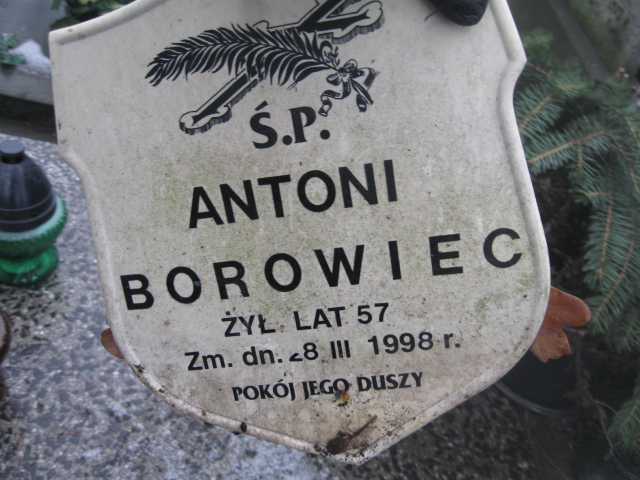 Ś.P.
ANTONI
BOROWIEC
ŻYŁ LAT 57
Zm. dn. 28 III 1998 r.
POKÓJ JEGO DUSZY